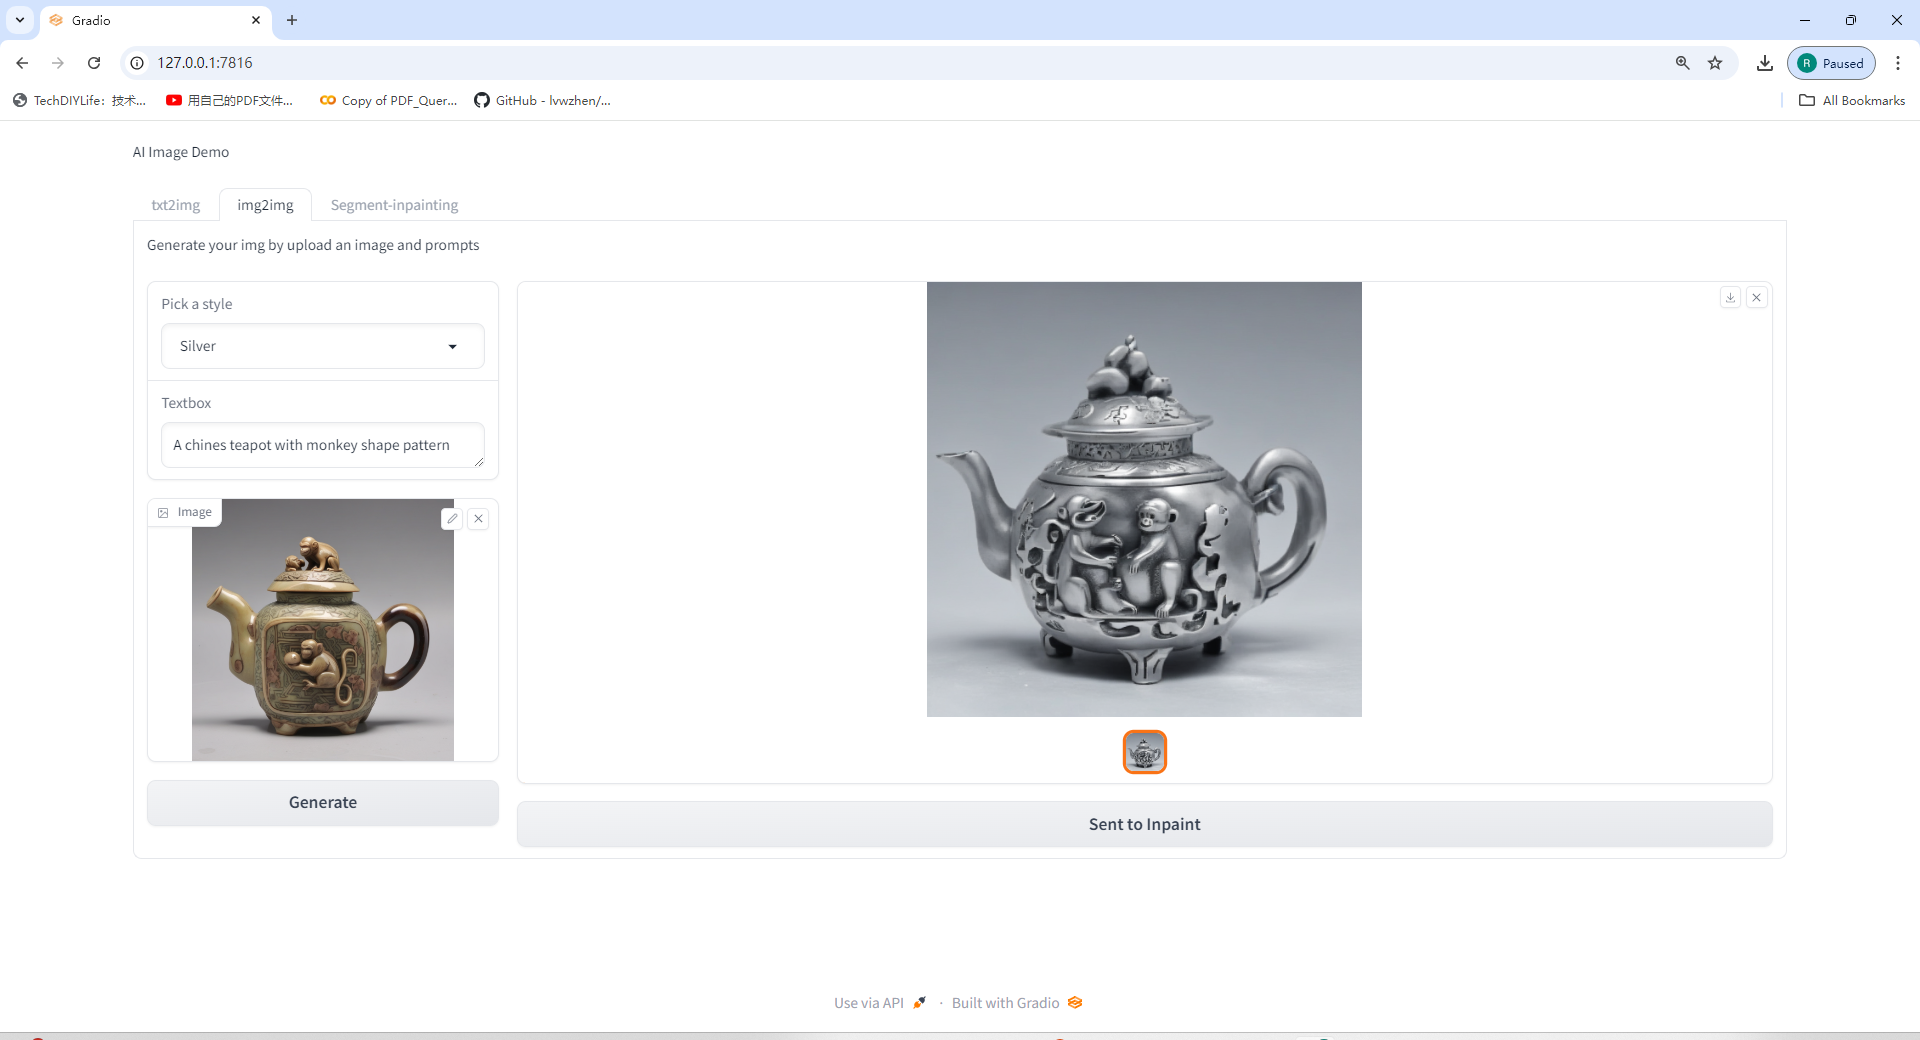 Gradio
127.0.0.1:7816
R Paused
TechDIYLife：技术...
用自己的PDF文件...
Copy of PDF_Quer...
GitHub - lvwzhen/...
All Bookmarks
AI Image Demo
txt2img
img2img
Segment-inpainting
Generate your img by upload an image and prompts
Pick a style
Silver
Textbox
A chines teapot with monkey shape pattern
Image
Generate
Sent to Inpaint
Use via API · Built with Gradio